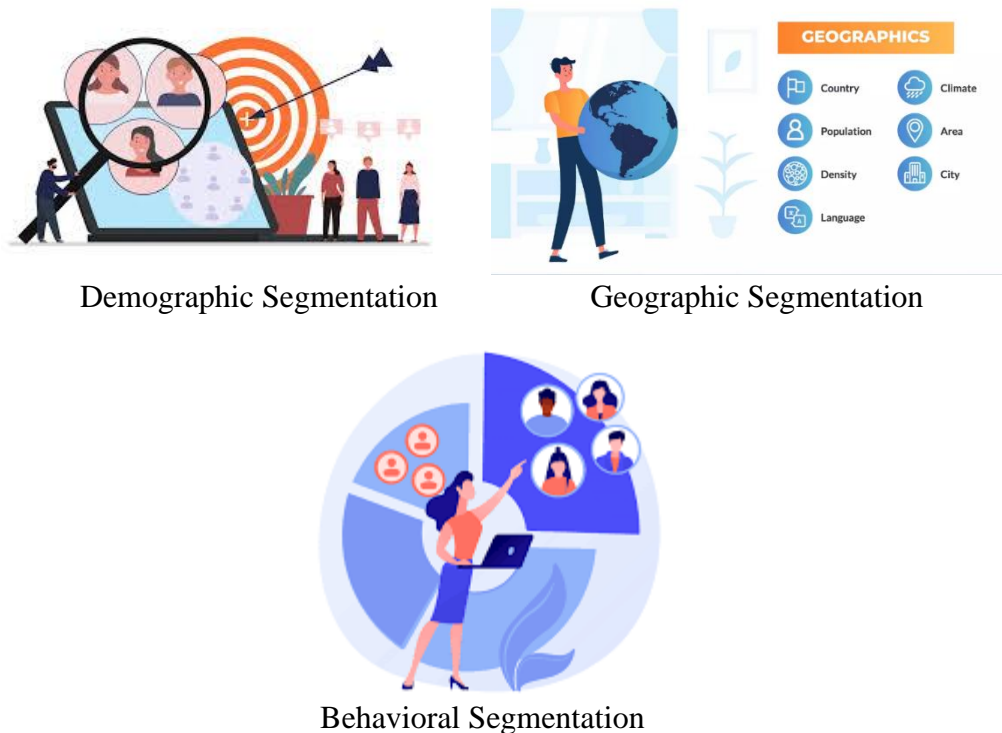 GEOGRAPHICS
Country
Climate
Population
Area
Density
City
Language
Demographic Segmentation
Geographic Segmentation
Behavioral Segmentation